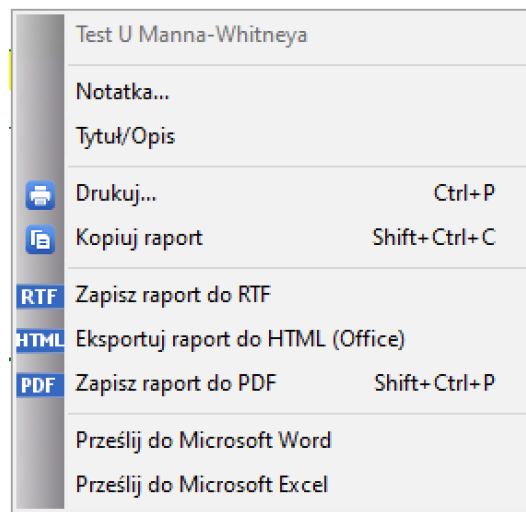 Test U Manna-Whitneya
Notatka...
Tytuł/Opis
Drukuj... Ctrl+P
Kopiuj raport Shift+Ctrl+C
RTF Zapisz raport do RTF
HTML Eksportuj raport do HTML (Office)
PDF Zapisz raport do PDF Shift+Ctrl+P
Prześlij do Microsoft Word
Prześlij do Microsoft Excel